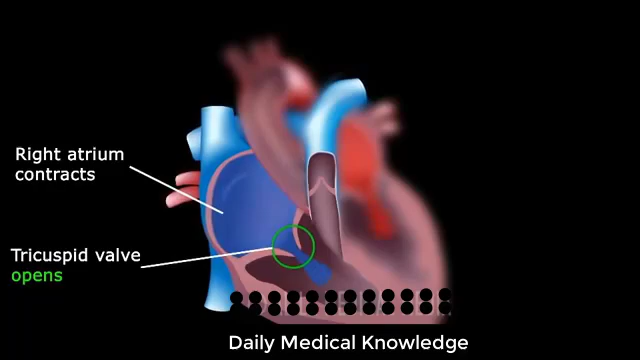 Right atrium
contracts
Tricuspid valve
opens
Daily Medical Knowledge